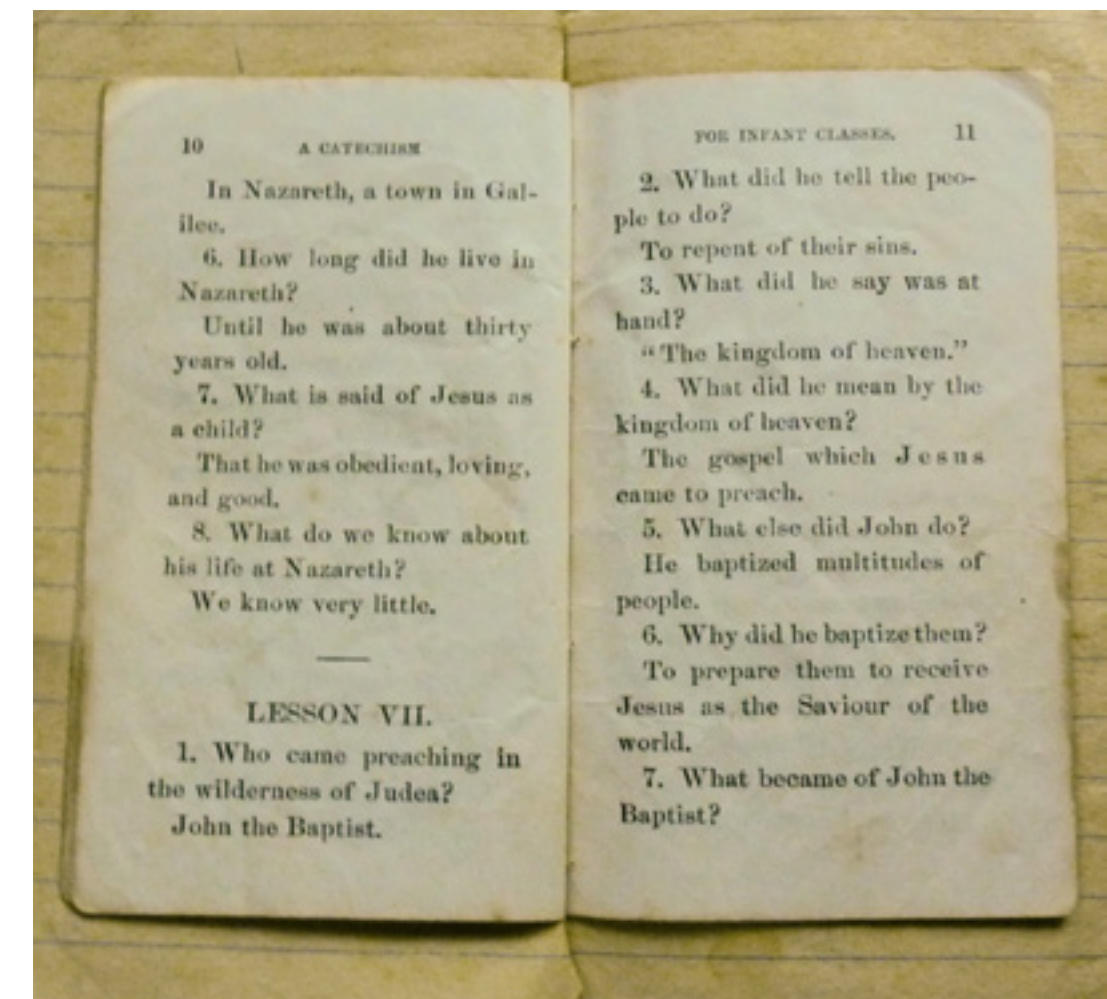 10 A CATECHISM
In Nazareth, a town in Gal-
ilee.
6. How long did he live in
Nazareth?
Until he was about thirty
years old.
7. What is said of Jesus as
a child?
That he was obedient, loving,
and good.
8. What do we know about
his life at Nazareth?
We know very little.
LESSON VII.
1. Who came preaching in
the wilderness of Judea?
John the Baptist.
FOR INFANT CLASSES. 11
2. What did he tell the peo-
ple to do?
To repent of their sins.
3. What did he say was at
hand?
"The kingdom of heaven."
4. What did he mean by the
kingdom of heaven?
The gospel which Jesus
came to preach.
5. What else did John do?
He baptized multitudes of
people.
6. Why did he baptize them?
To prepare them to receive
Jesus as the Saviour of the
world.
7. What became of John the
Baptist?